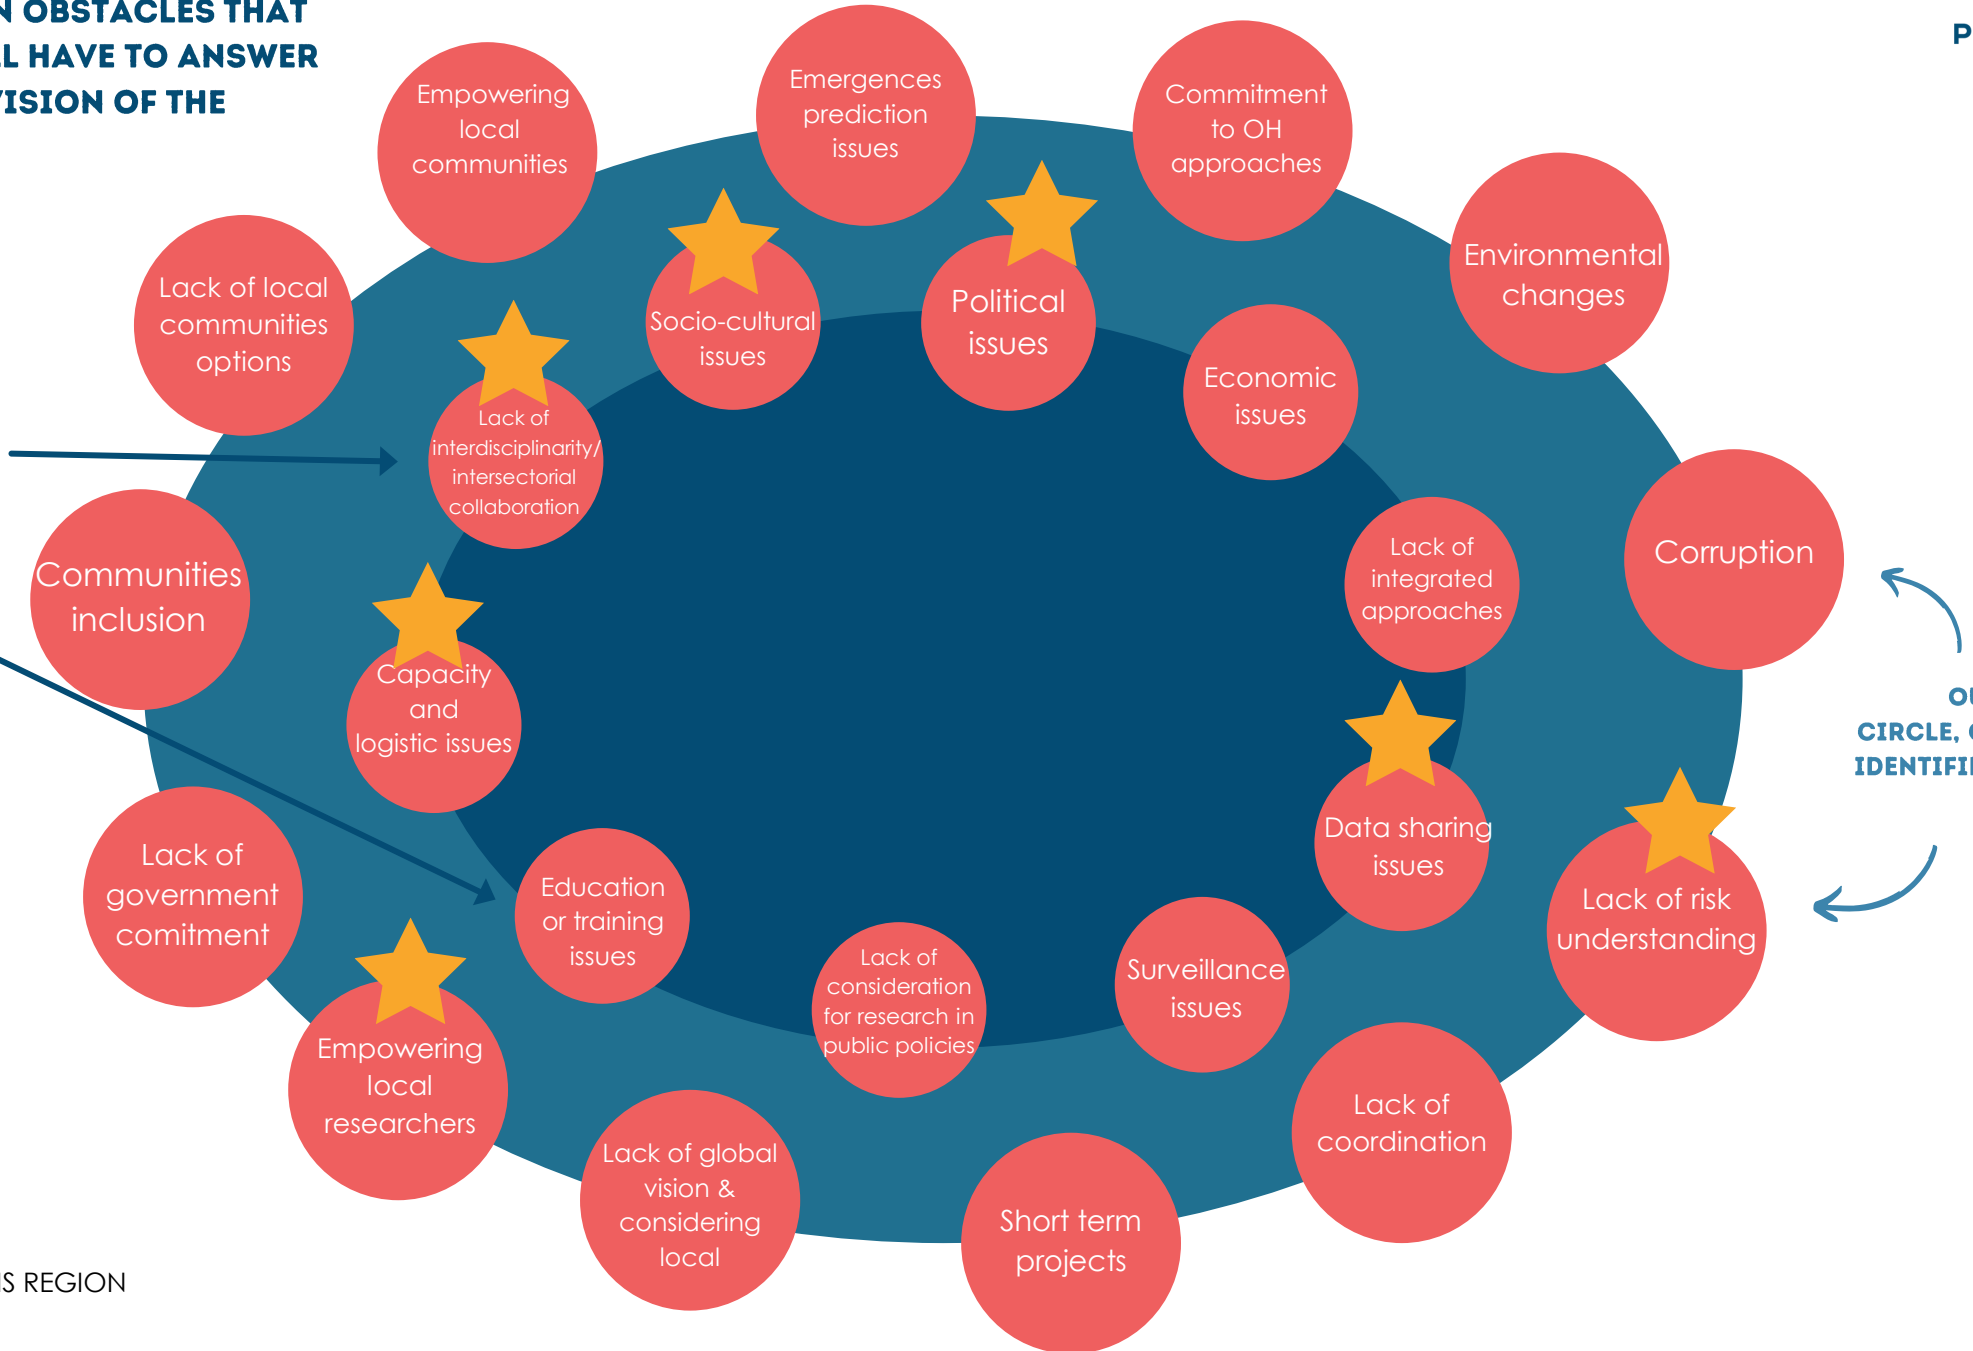 N OBSTACLES THAT
LL HAVE TO ANSWER
VISION OF THE
P
Empowering
local
communities
Emergences
prediction
issues
Commitment
to OH
approaches
Environmental
changes
Lack of local
communities
options
Socio-cultural
issues
Political
issues
Economic
issues
Lack of
interdisciplinarity/
intersectorial
collaboration
Lack of
integrated
approaches
Corruption
Communities
inclusion
Capacity
and
logistic issues
OU
CIRCLE,
IDENTIFI
Data sharing
issues
Lack of risk
understanding
Lack of
government
comitment
Education
or training
issues
Lack of
consideration
for research in
public policies
Surveillance
issues
Empowering
local
researchers
Lack of
coordination
Lack of global
vision &
considering
local
Short term
projects
IS REGION